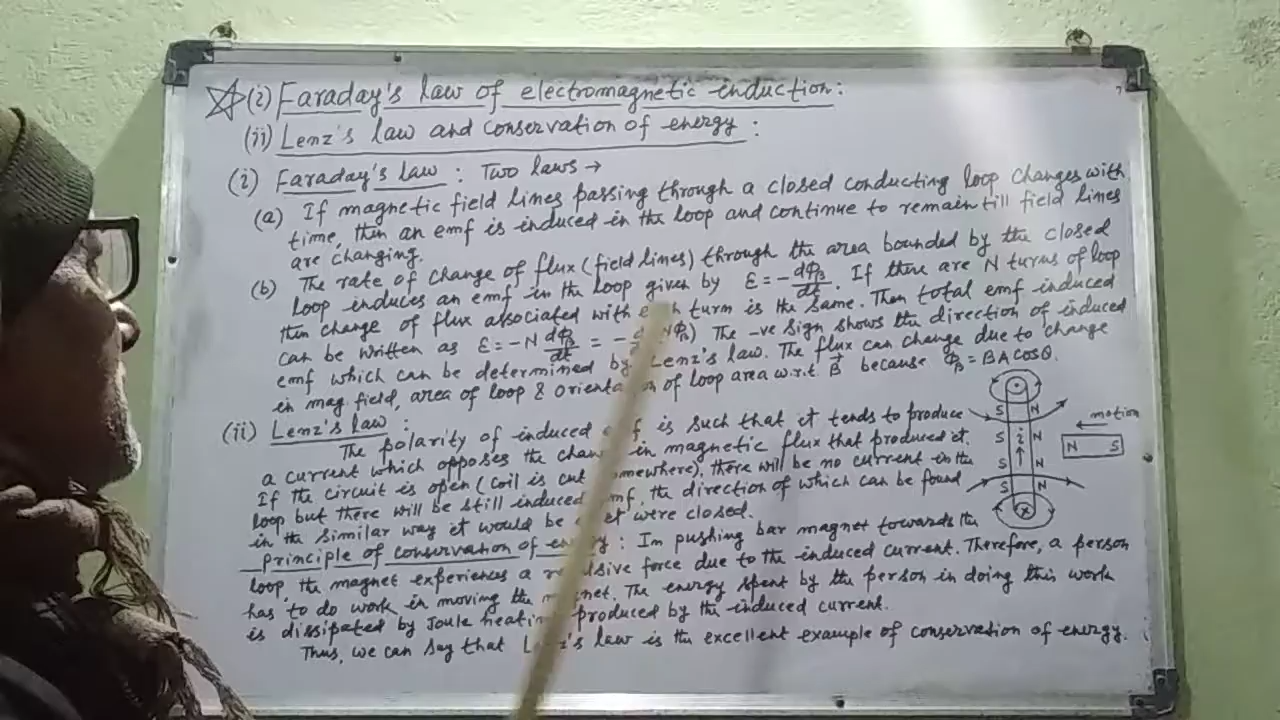 (i) Faraday's law of electromagnetic induction:
(ii) Lenz's law and conservation of energy:
(i) Faraday's law: Two laws →
(a) If magnetic field lines passing through a closed conducting loop changes with
time, then an emf is induced in the loop and continue to remain till field lines
are changing.
(b) The rate of change of flux (field lines) through the area bounded by the closed
loop induces an emf in the loop given by ε = -dΦ_B/dt. If there are N turns of loop
then change of flux associated with each turn is the same. Then total emf induced
can be written as ε = -N dΦ_B/dt = - NΦ_B) The -ve sign shows the direction of induced
emf which can be determined by Lenz's law. The flux can change due to change
in mag field, area of loop & orientation of loop area w.r.t. B⃗ because Φ_B = BA cosθ.
(ii) Lenz's law:
The polarity of induced emf is such that it tends to produce
a current which opposes the change in magnetic flux that produced it.
If the circuit is open (coil is cut somewhere), there will be no current in the
loop but there will be still induced emf, the direction of which can be found
in the similar way it would be if it were closed.
Principle of conservation of energy: In pushing bar magnet towards the
loop, the magnet experiences a repulsive force due to the induced current. Therefore, a person
has to do work in moving the magnet. The energy spent by the person in doing this work
is dissipated by Joule heating produced by the induced current.
Thus, we can say that Lenz's law is the excellent example of conservation of energy.
S N
S i N
S N
S N
motion
N S